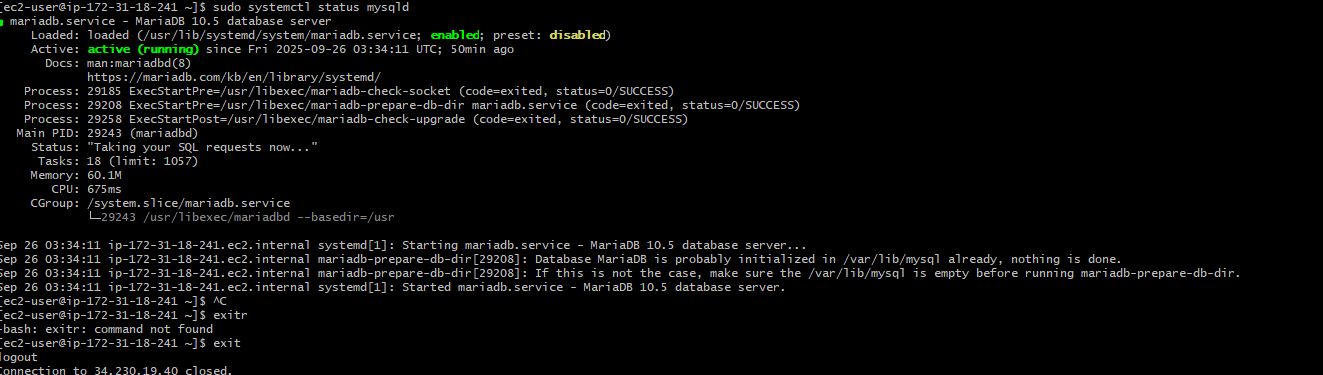 [ec2-user@ip-172-31-18-241 ~]$ sudo systemctl status mysqld
mariadb.service - MariaDB 10.5 database server
Loaded: loaded (/usr/lib/systemd/system/mariadb.service; enabled; preset: disabled)
Active: active (running) since Fri 2025-09-26 03:34:11 UTC; 50min ago
Docs: man:mariadbd(8)
https://mariadb.com/kb/en/library/systemd/
Process: 29185 ExecStartPre=/usr/libexec/mariadb-check-socket (code=exited, status=0/SUCCESS)
Process: 29208 ExecStartPre=/usr/libexec/mariadb-prepare-db-dir mariadb.service (code=exited, status=0/SUCCESS)
Process: 29258 ExecStartPost=/usr/libexec/mariadb-check-upgrade (code=exited, status=0/SUCCESS)
Main PID: 29243 (mariadbd)
Status: "Taking your SQL requests now..."
Tasks: 18 (limit: 1057)
Memory: 60.1M
CPU: 675ms
CGroup: /system.slice/mariadb.service
└─29243 /usr/libexec/mariadbd --basedir=/usr
Sep 26 03:34:11 ip-172-31-18-241.ec2.internal systemd[1]: Starting mariadb.service - MariaDB 10.5 database server...
Sep 26 03:34:11 ip-172-31-18-241.ec2.internal mariadb-prepare-db-dir[29208]: Database MariaDB is probably initialized in /var/lib/mysql already, nothing is done.
Sep 26 03:34:11 ip-172-31-18-241.ec2.internal mariadb-prepare-db-dir[29208]: If this is not the case, make sure the /var/lib/mysql is empty before running mariadb-prepare-db-dir.
Sep 26 03:34:11 ip-172-31-18-241.ec2.internal systemd[1]: Started mariadb.service - MariaDB 10.5 database server.
[ec2-user@ip-172-31-18-241 ~]$ ^C
[ec2-user@ip-172-31-18-241 ~]$ exitr
-bash: exitr: command not found
[ec2-user@ip-172-31-18-241 ~]$ exit
logout
Connection to 34.230.19.40 closed.